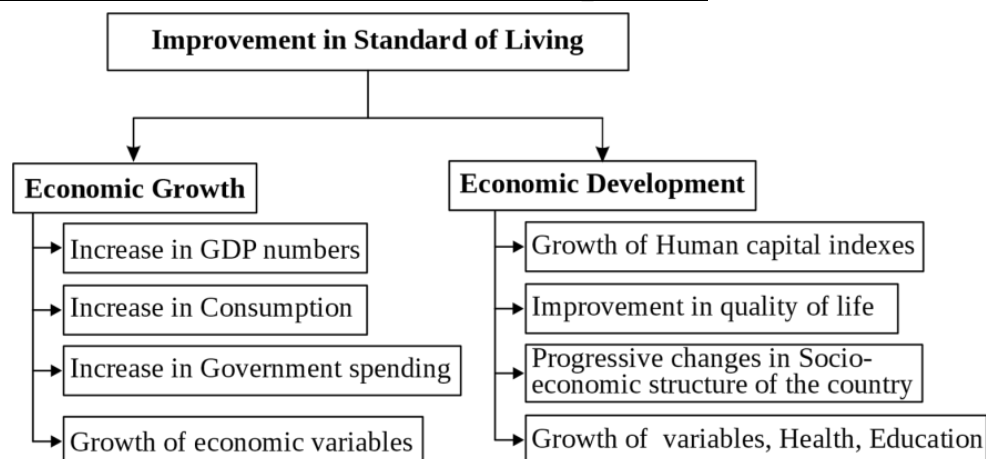 Improvement in Standard of Living
Economic Growth
Increase in GDP numbers
Increase in Consumption
Increase in Government spending
Growth of economic variables
Economic Development
Growth of Human capital indexes
Improvement in quality of life
Progressive changes in Socio-
economic structure of the country
Growth of variables, Health, Education